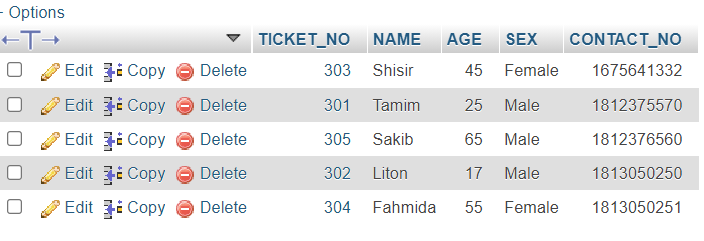 - Options
←T→ TICKET_NO NAME AGE SEX CONTACT_NO
Edit Copy Delete 303 Shisir 45 Female 1675641332
Edit Copy Delete 301 Tamim 25 Male 1812375570
Edit Copy Delete 305 Sakib 65 Male 1812376560
Edit Copy Delete 302 Liton 17 Male 1813050250
Edit Copy Delete 304 Fahmida 55 Female 1813050251